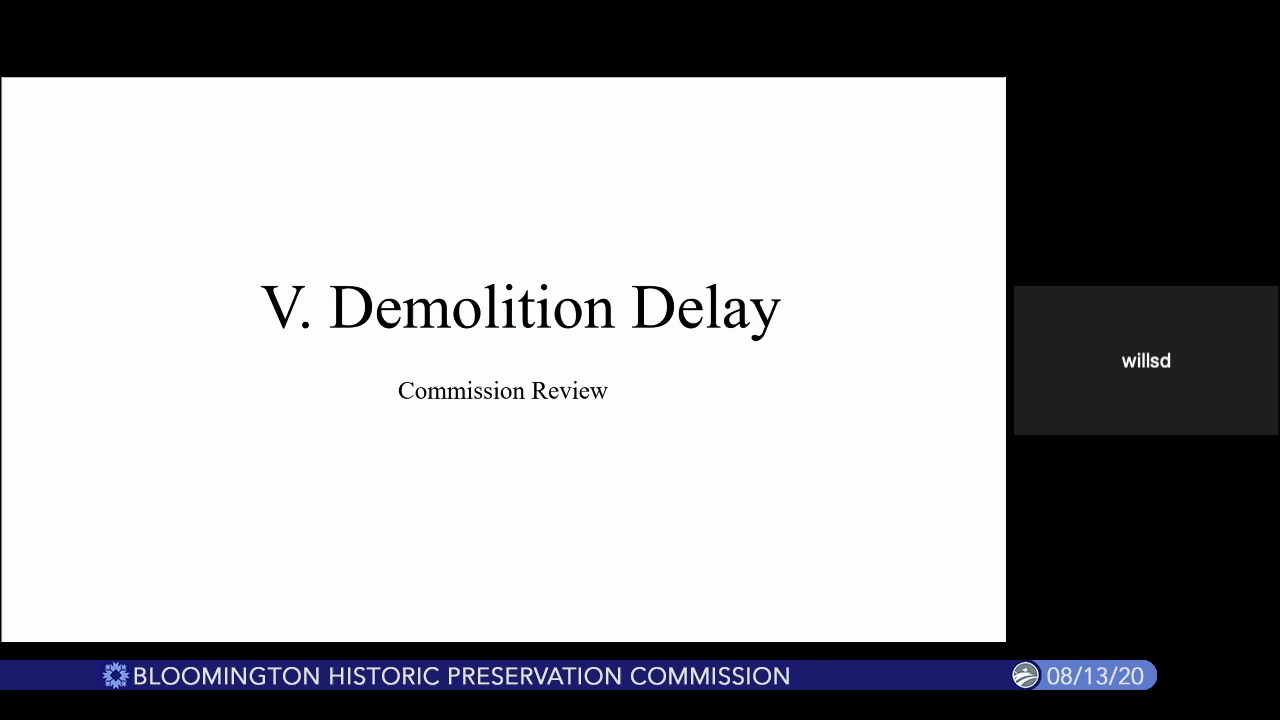 V. Demolition Delay
Commission Review
willsd
BLOOMINGTON HISTORIC PRESERVATION COMMISSION
08/13/20